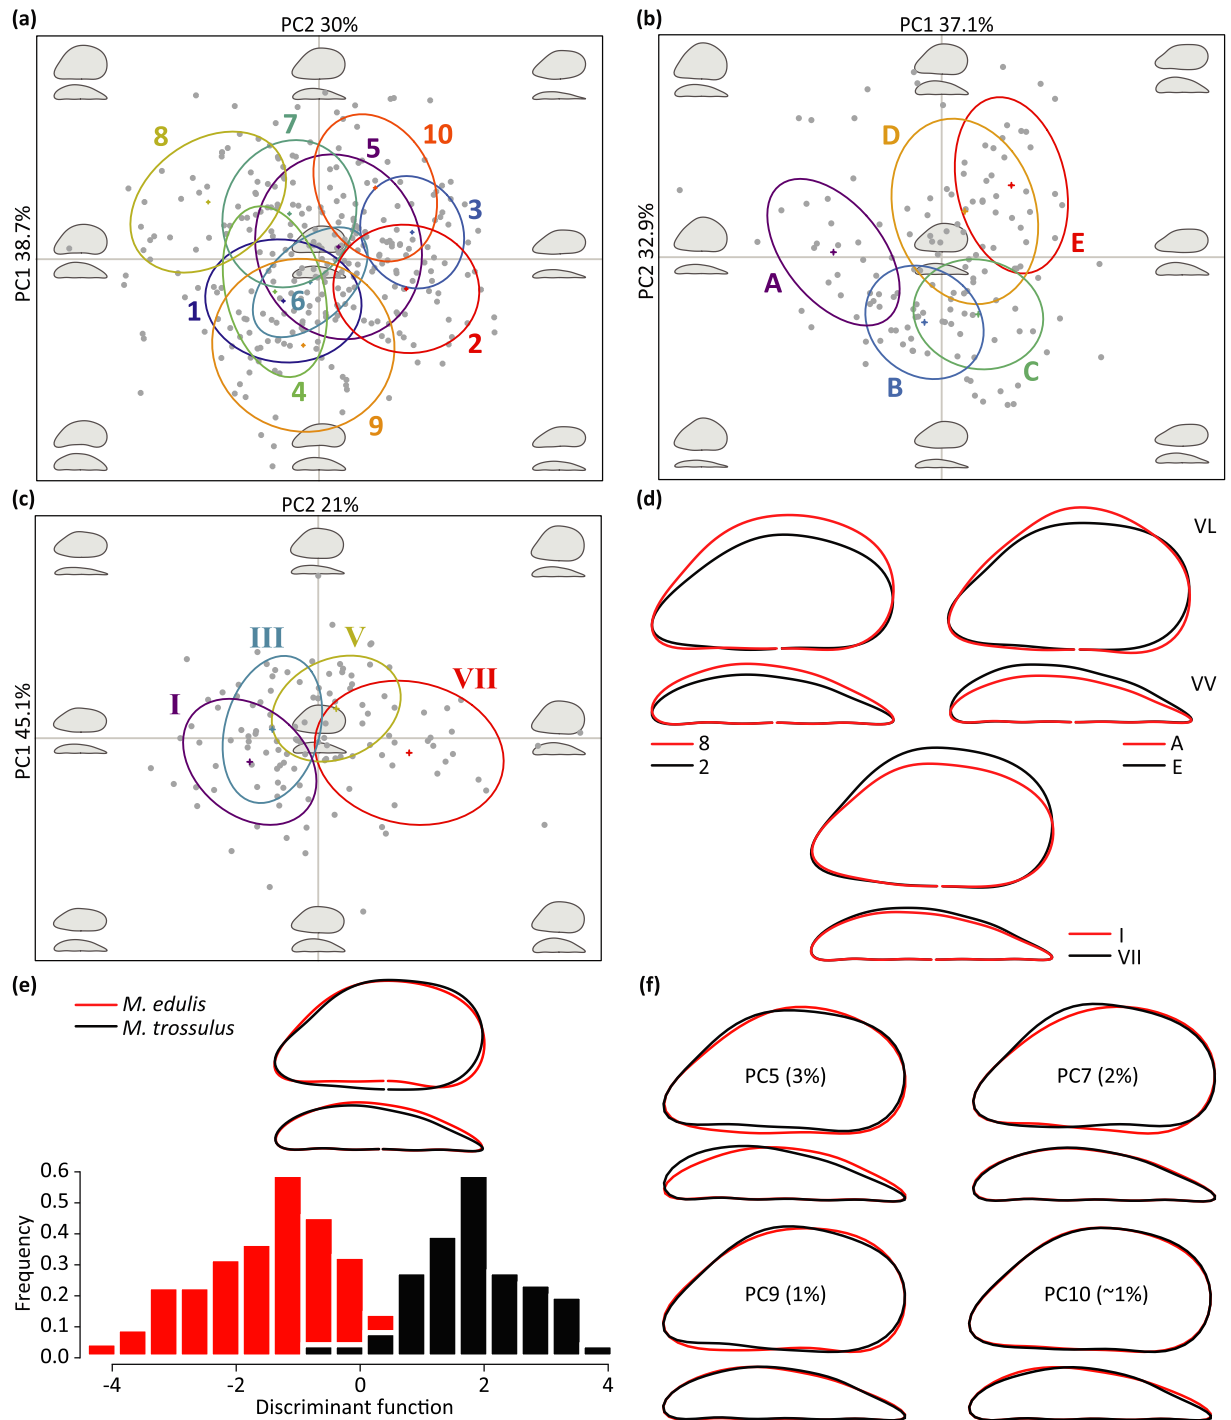 (a)
PC2 30%
PC1 38.7%
8
7
5
10
3
1
6
2
4
9
(b)
PC1 37.1%
PC2 32.9%
D
E
A
B
C
(c)
PC2 21%
PC1 45.1%
III
V
I
VII
(d)
VL
VV
8
2
A
E
I
VII
(e)
M. edulis
M. trossulus
Frequency
0.6
0.5
0.4
0.3
0.2
0.1
0.0
-4 -2 0 2 4
Discriminant function
(f)
PC5 (3%)
PC7 (2%)
PC9 (1%)
PC10 (~1%)